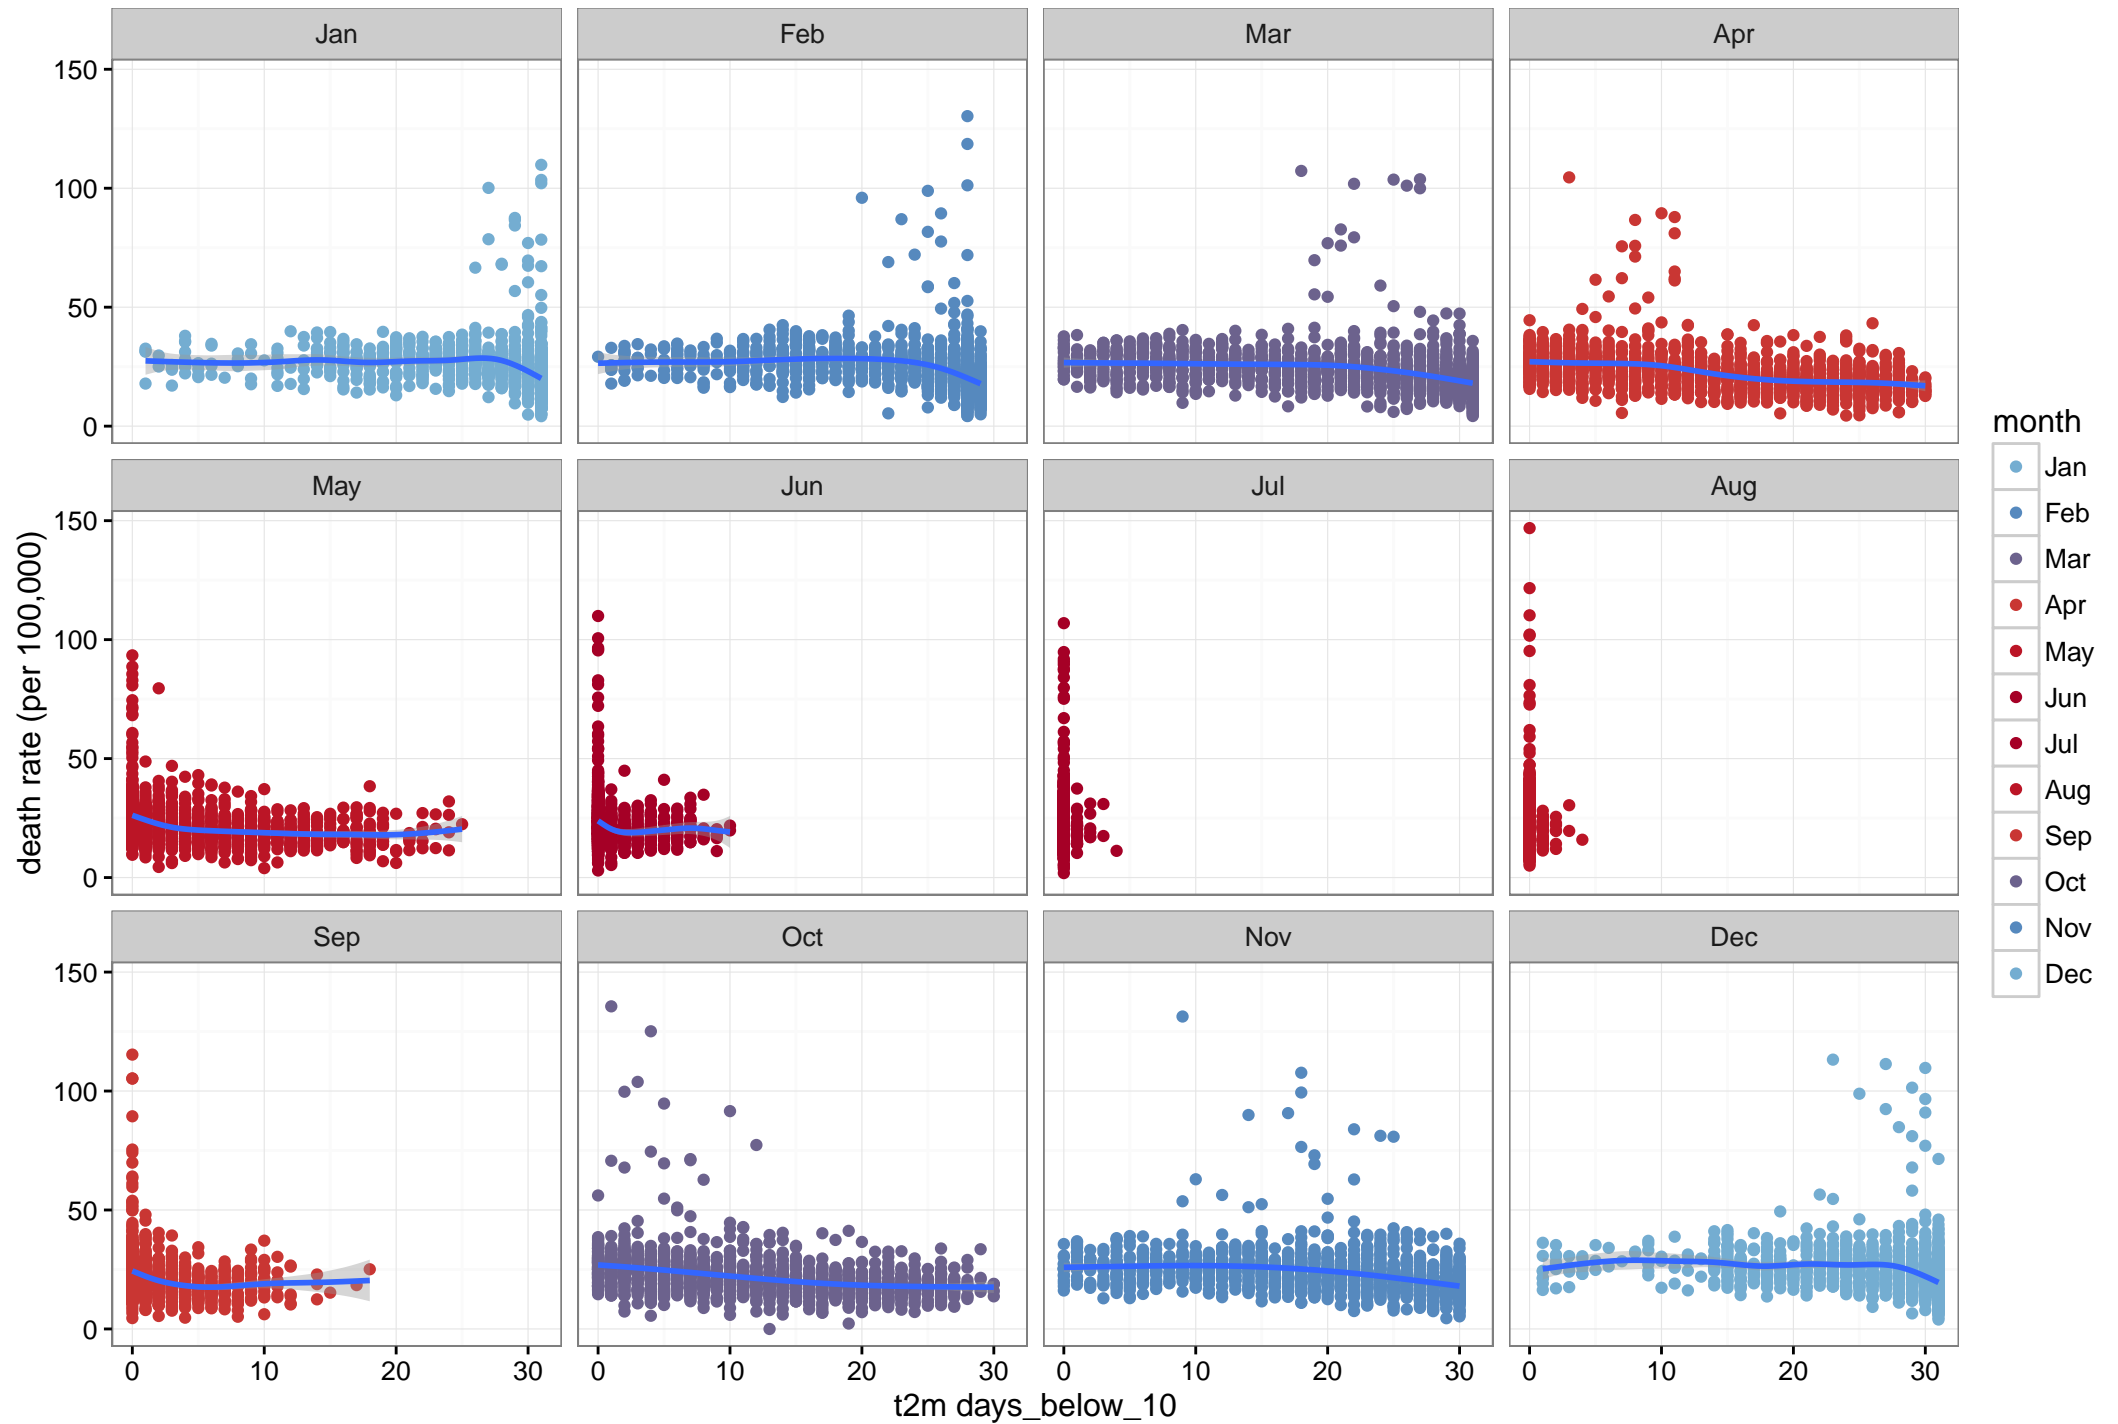 Jan Feb Mar Apr
150
100
50
0
May Jun Jul Aug
150
100
50
0
Sep Oct Nov Dec
150
100
50
0
0 10 20 30 0 10 20 30 0 10 20 30 0 10 20 30
t2m days_below_10
death rate (per 100,000)
month
Jan
Feb
Mar
Apr
May
Jun
Jul
Aug
Sep
Oct
Nov
Dec